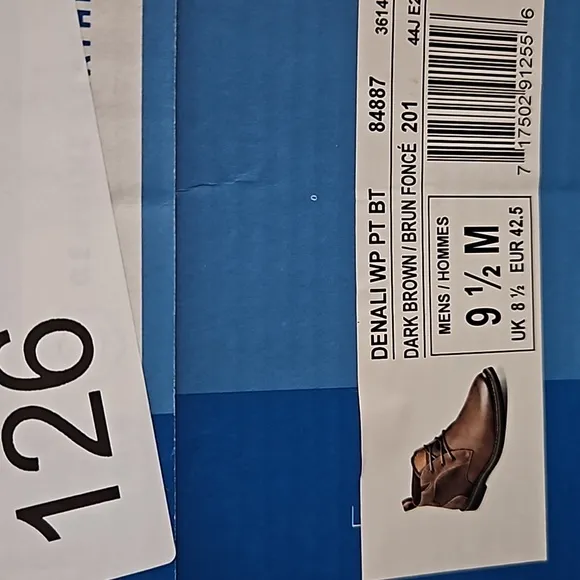 126
DENALI WP PT BT 84887 3614
DARK BROWN / BRUN FONCÉ 201 44J E2
MENS / HOMMES
9 ½ M
UK 8 ½ EUR 42.5
7 17502 91255 6